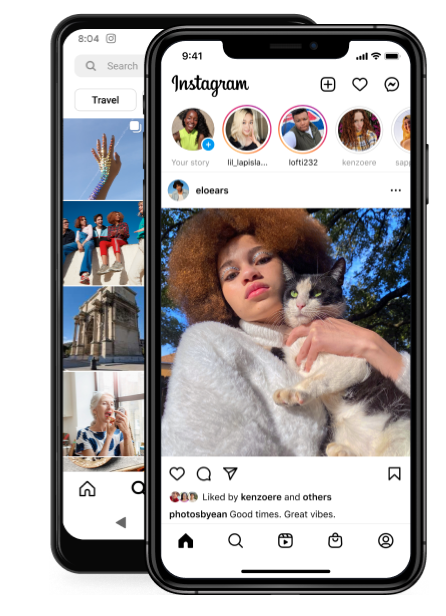 8:04
Search
Travel
9:41
Instagram
Your story
lil_lapisla...
lofti232
kenzoere
sapp
eloears
Liked by kenzoere and others
photosbyean Good times. Great vibes.